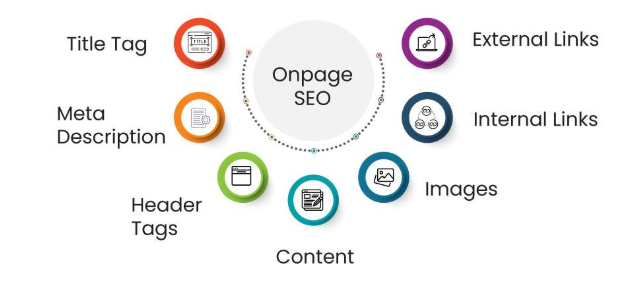 Title Tag
TITLE
Meta
Description
Header
Tags
Content
Images
Internal Links
External Links
Onpage
SEO